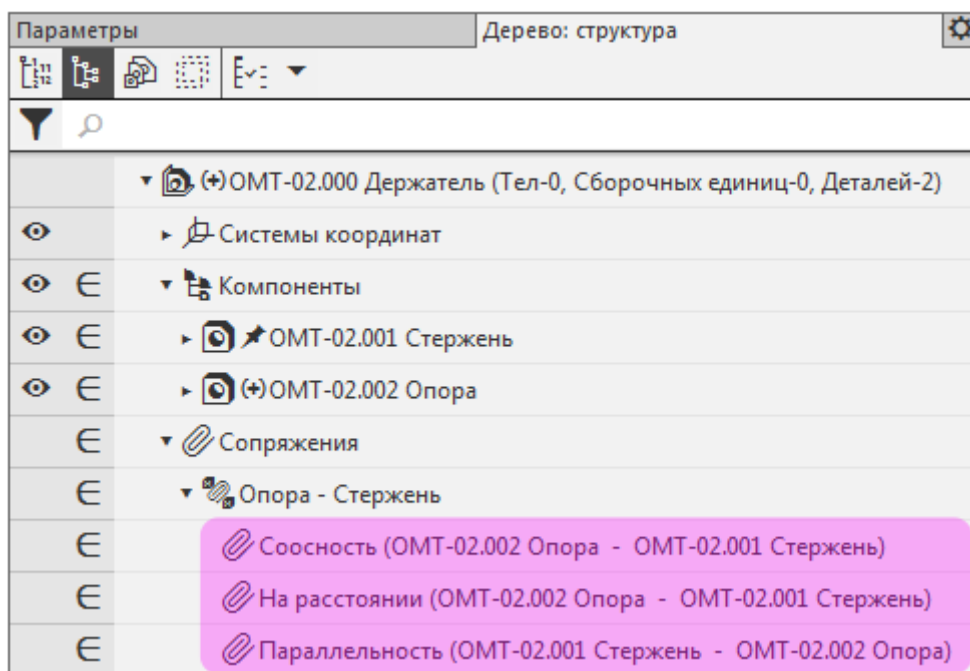 Параметры
Дерево: структура
(+)ОМТ-02.000 Держатель (Тел-0, Сборочных единиц-0, Деталей-2)
Системы координат
Компоненты
ОМТ-02.001 Стержень
(+)ОМТ-02.002 Опора
Сопряжения
Опора - Стержень
Соосность (ОМТ-02.002 Опора - ОМТ-02.001 Стержень)
На расстоянии (ОМТ-02.002 Опора - ОМТ-02.001 Стержень)
Параллельность (ОМТ-02.001 Стержень - ОМТ-02.002 Опора)